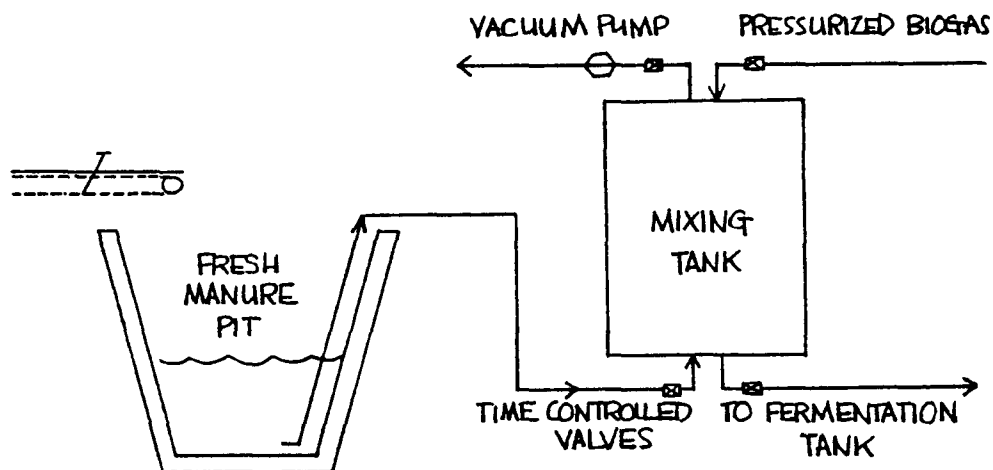 VACUUM PUMP
PRESSURIZED BIOGAS
MIXING
TANK
FRESH
MANURE
PIT
TIME CONTROLLED
VALVES
TO FERMENTATION
TANK